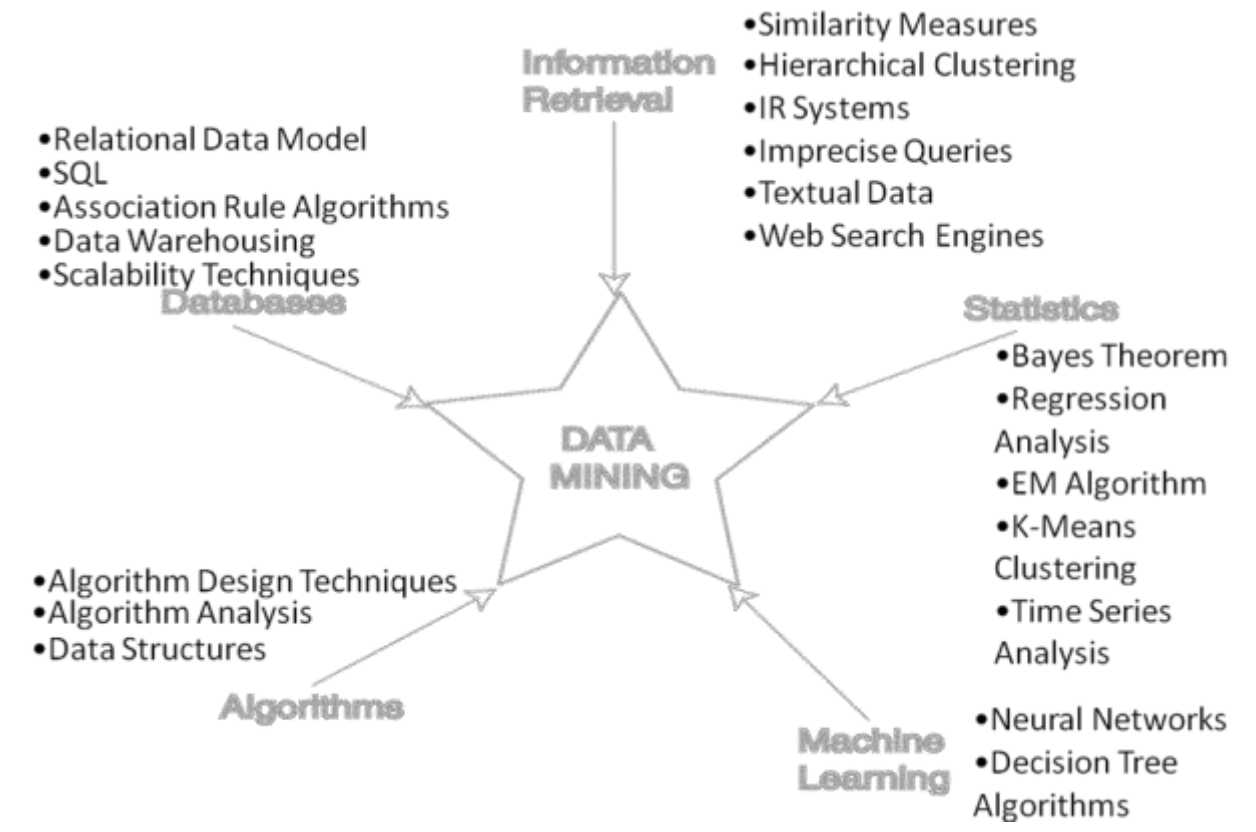 Information
Retrieval
•Similarity Measures
•Hierarchical Clustering
•IR Systems
•Imprecise Queries
•Textual Data
•Web Search Engines
•Relational Data Model
•SQL
•Association Rule Algorithms
•Data Warehousing
•Scalability Techniques
Databases
Statistics
•Bayes Theorem
•Regression
Analysis
•EM Algorithm
•K-Means
Clustering
•Time Series
Analysis
DATA
MINING
•Algorithm Design Techniques
•Algorithm Analysis
•Data Structures
Algorithms
Machine
Learning
•Neural Networks
•Decision Tree
Algorithms